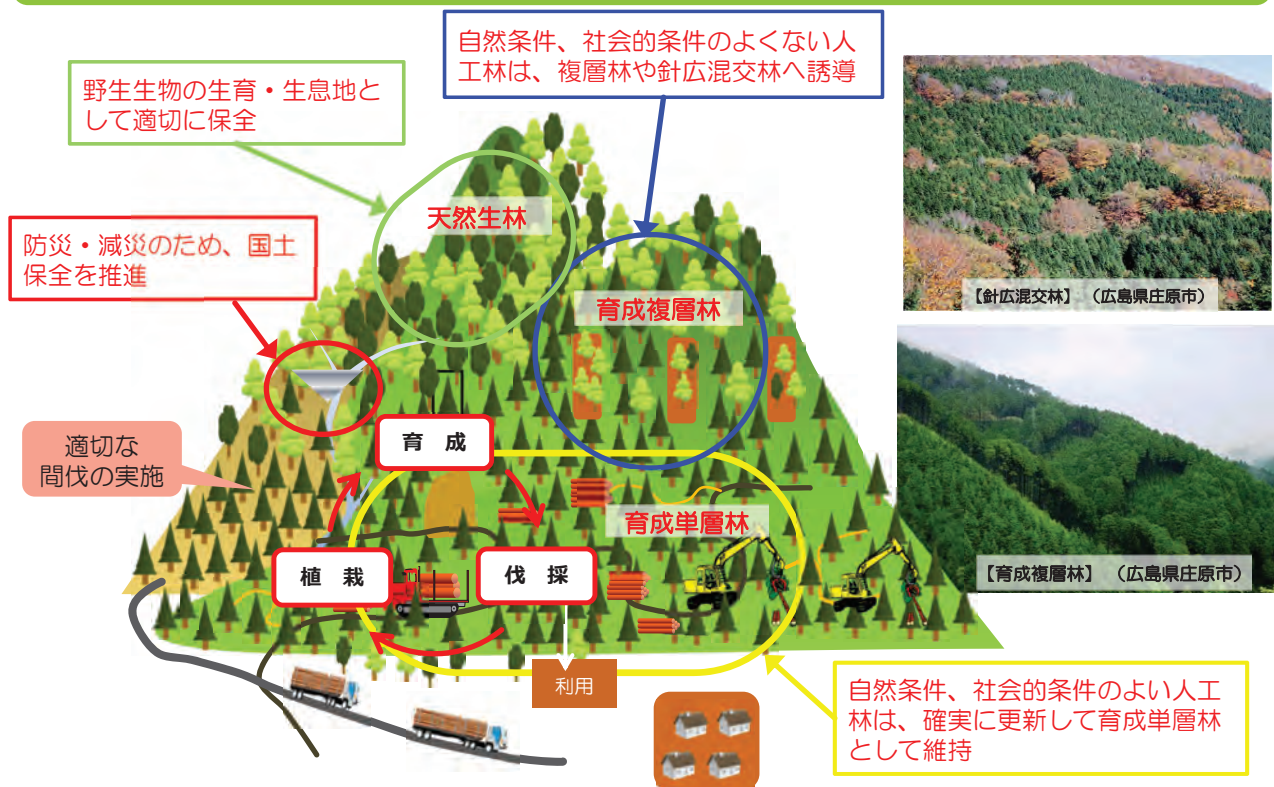 自然条件、社会的条件のよくない人
工林は、複層林や針広混交林へ誘導
野生生物の生育・生息地と
して適切に保全
天然生林
防災・減災のため、国土
保全を推進
育成複層林
【針広混交林】（広島県庄原市）
適切な
間伐の実施
育 成
育成単層林
植 栽
伐 採
【育成複層林】（広島県庄原市）
利用
自然条件、社会的条件のよい人工
林は、確実に更新して育成単層林
として維持